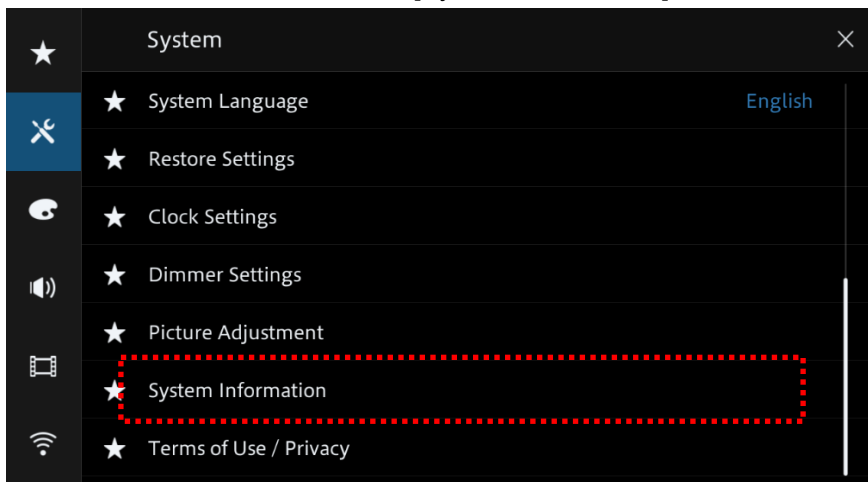 System
System Language English
Restore Settings
Clock Settings
Dimmer Settings
Picture Adjustment
System Information
Terms of Use / Privacy